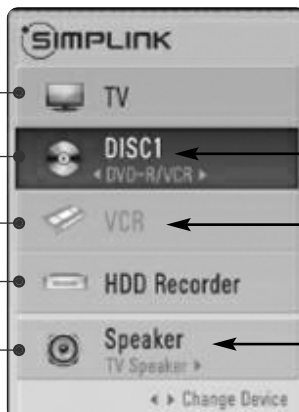 SIMPLINK
TV
DISC1
◄ DVD-R/VCR ►
VCR
HDD Recorder
Speaker
TV Speaker ►
◄ ► Change Device